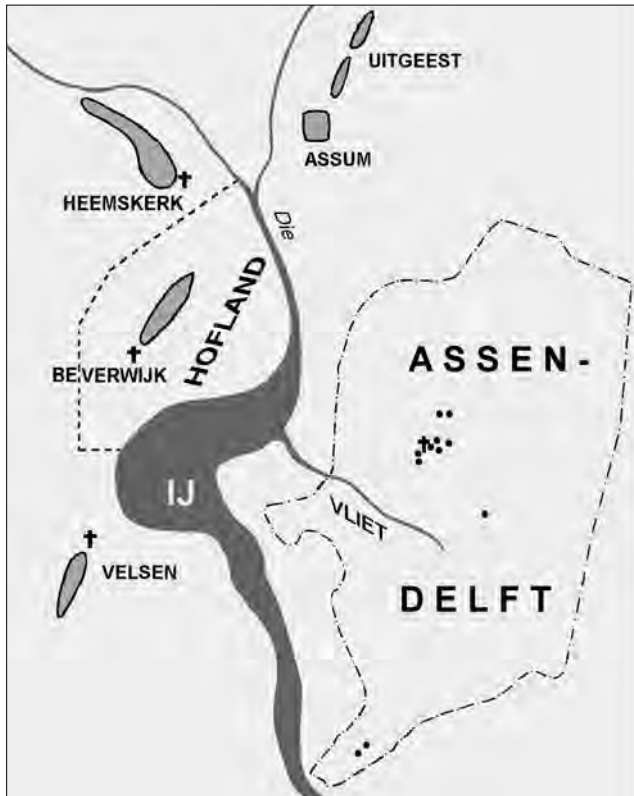 UITGEEST
ASSUM
HEEMSKERK
Die
HOFLAND
BEVERWIJK
ASSEN-
IJ
VLIET
VELSEN
DELFT